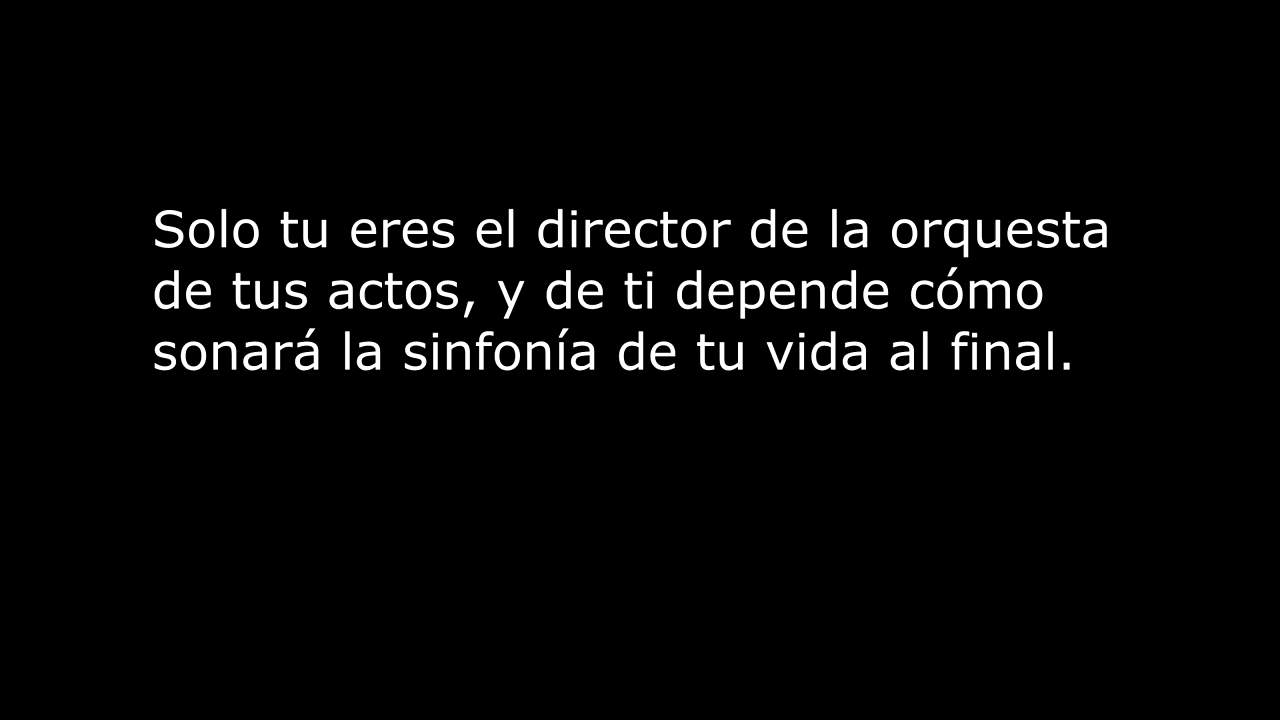 Solo tu eres el director de la orquesta
de tus actos, y de ti depende cómo
sonará la sinfonía de tu vida al final.